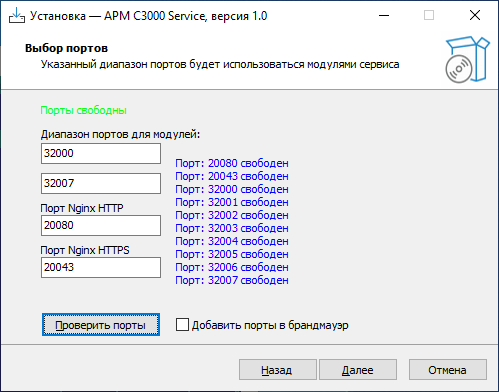 Установка — АРМ С3000 Service, версия 1.0
Выбор портов
Указанный диапазон портов будет использоваться модулями сервиса
Порты свободны
Диапазон портов для модулей:
32000
32007
Порт Nginx HTTP
20080
Порт Nginx HTTPS
20043
Порт: 20080 свободен
Порт: 20043 свободен
Порт: 32000 свободен
Порт: 32001 свободен
Порт: 32002 свободен
Порт: 32003 свободен
Порт: 32004 свободен
Порт: 32005 свободен
Порт: 32006 свободен
Порт: 32007 свободен
Проверить порты
Добавить порты в брандмауэр
Назад
Далее
Отмена